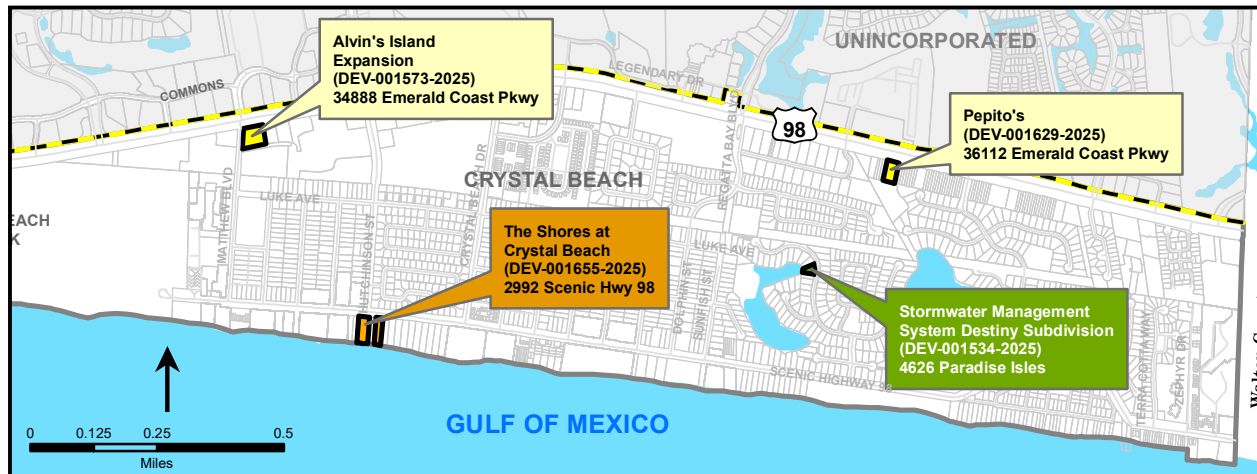 Alvin's Island
Expansion
(DEV-001573-2025)
34888 Emerald Coast Pkwy
UNINCORPORATED
LEGENDARY DR
COMMONS
98
Pepito's
(DEV-001629-2025)
36112 Emerald Coast Pkwy
REGATTA BAY BLVD
CRYSTAL BEACH DR
CRYSTAL BEACH
MATTHEW BLVD
LUKE AVE
HUTCHINSON ST
EACH
K
The Shores at
Crystal Beach
(DEV-001655-2025)
2992 Scenic Hwy 98
LUKE AVE
DOLPHIN ST
SUNFISH ST
Stormwater Management
System Destiny Subdivision
(DEV-001534-2025)
4626 Paradise Isles
SCENIC HIGHWAY 98
TERRA COTTA WAY
ZEPHYR DR
Walton C
GULF OF MEXICO
0 0.125 0.25 0.5
Miles